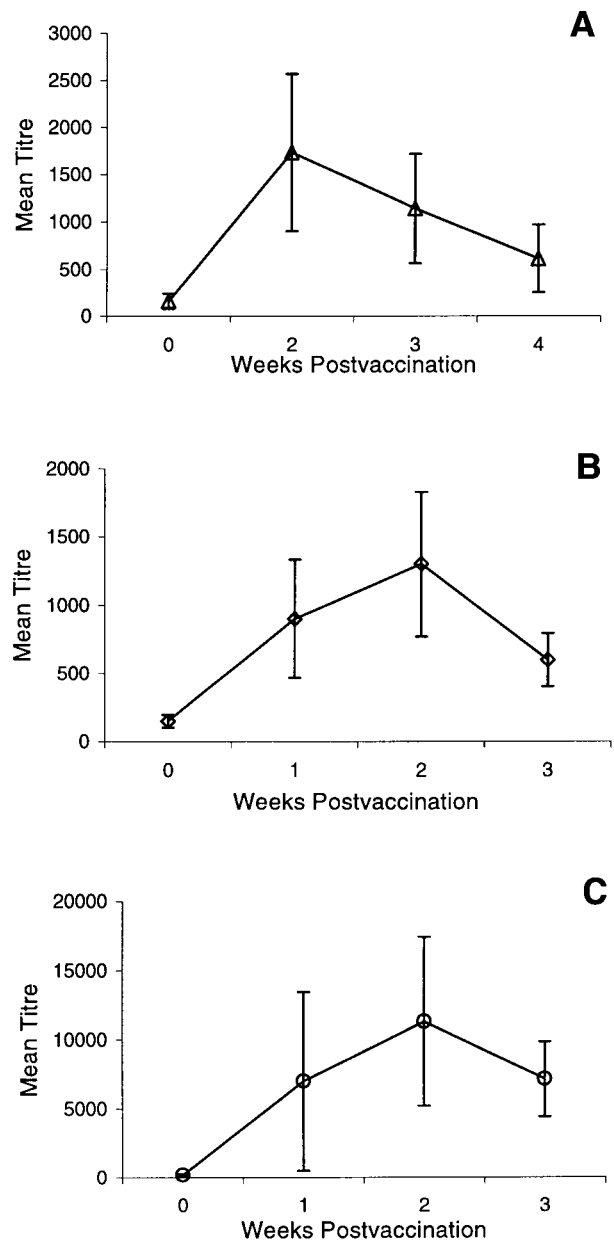 A
3000
2500
2000
1500
1000
500
0
Mean Titre
0 2 3 4
Weeks Postvaccination
B
2000
1500
1000
500
0
Mean Titre
0 1 2 3
Weeks Postvaccination
C
20000
15000
10000
5000
0
Mean Titre
0 1 2 3
Weeks Postvaccination